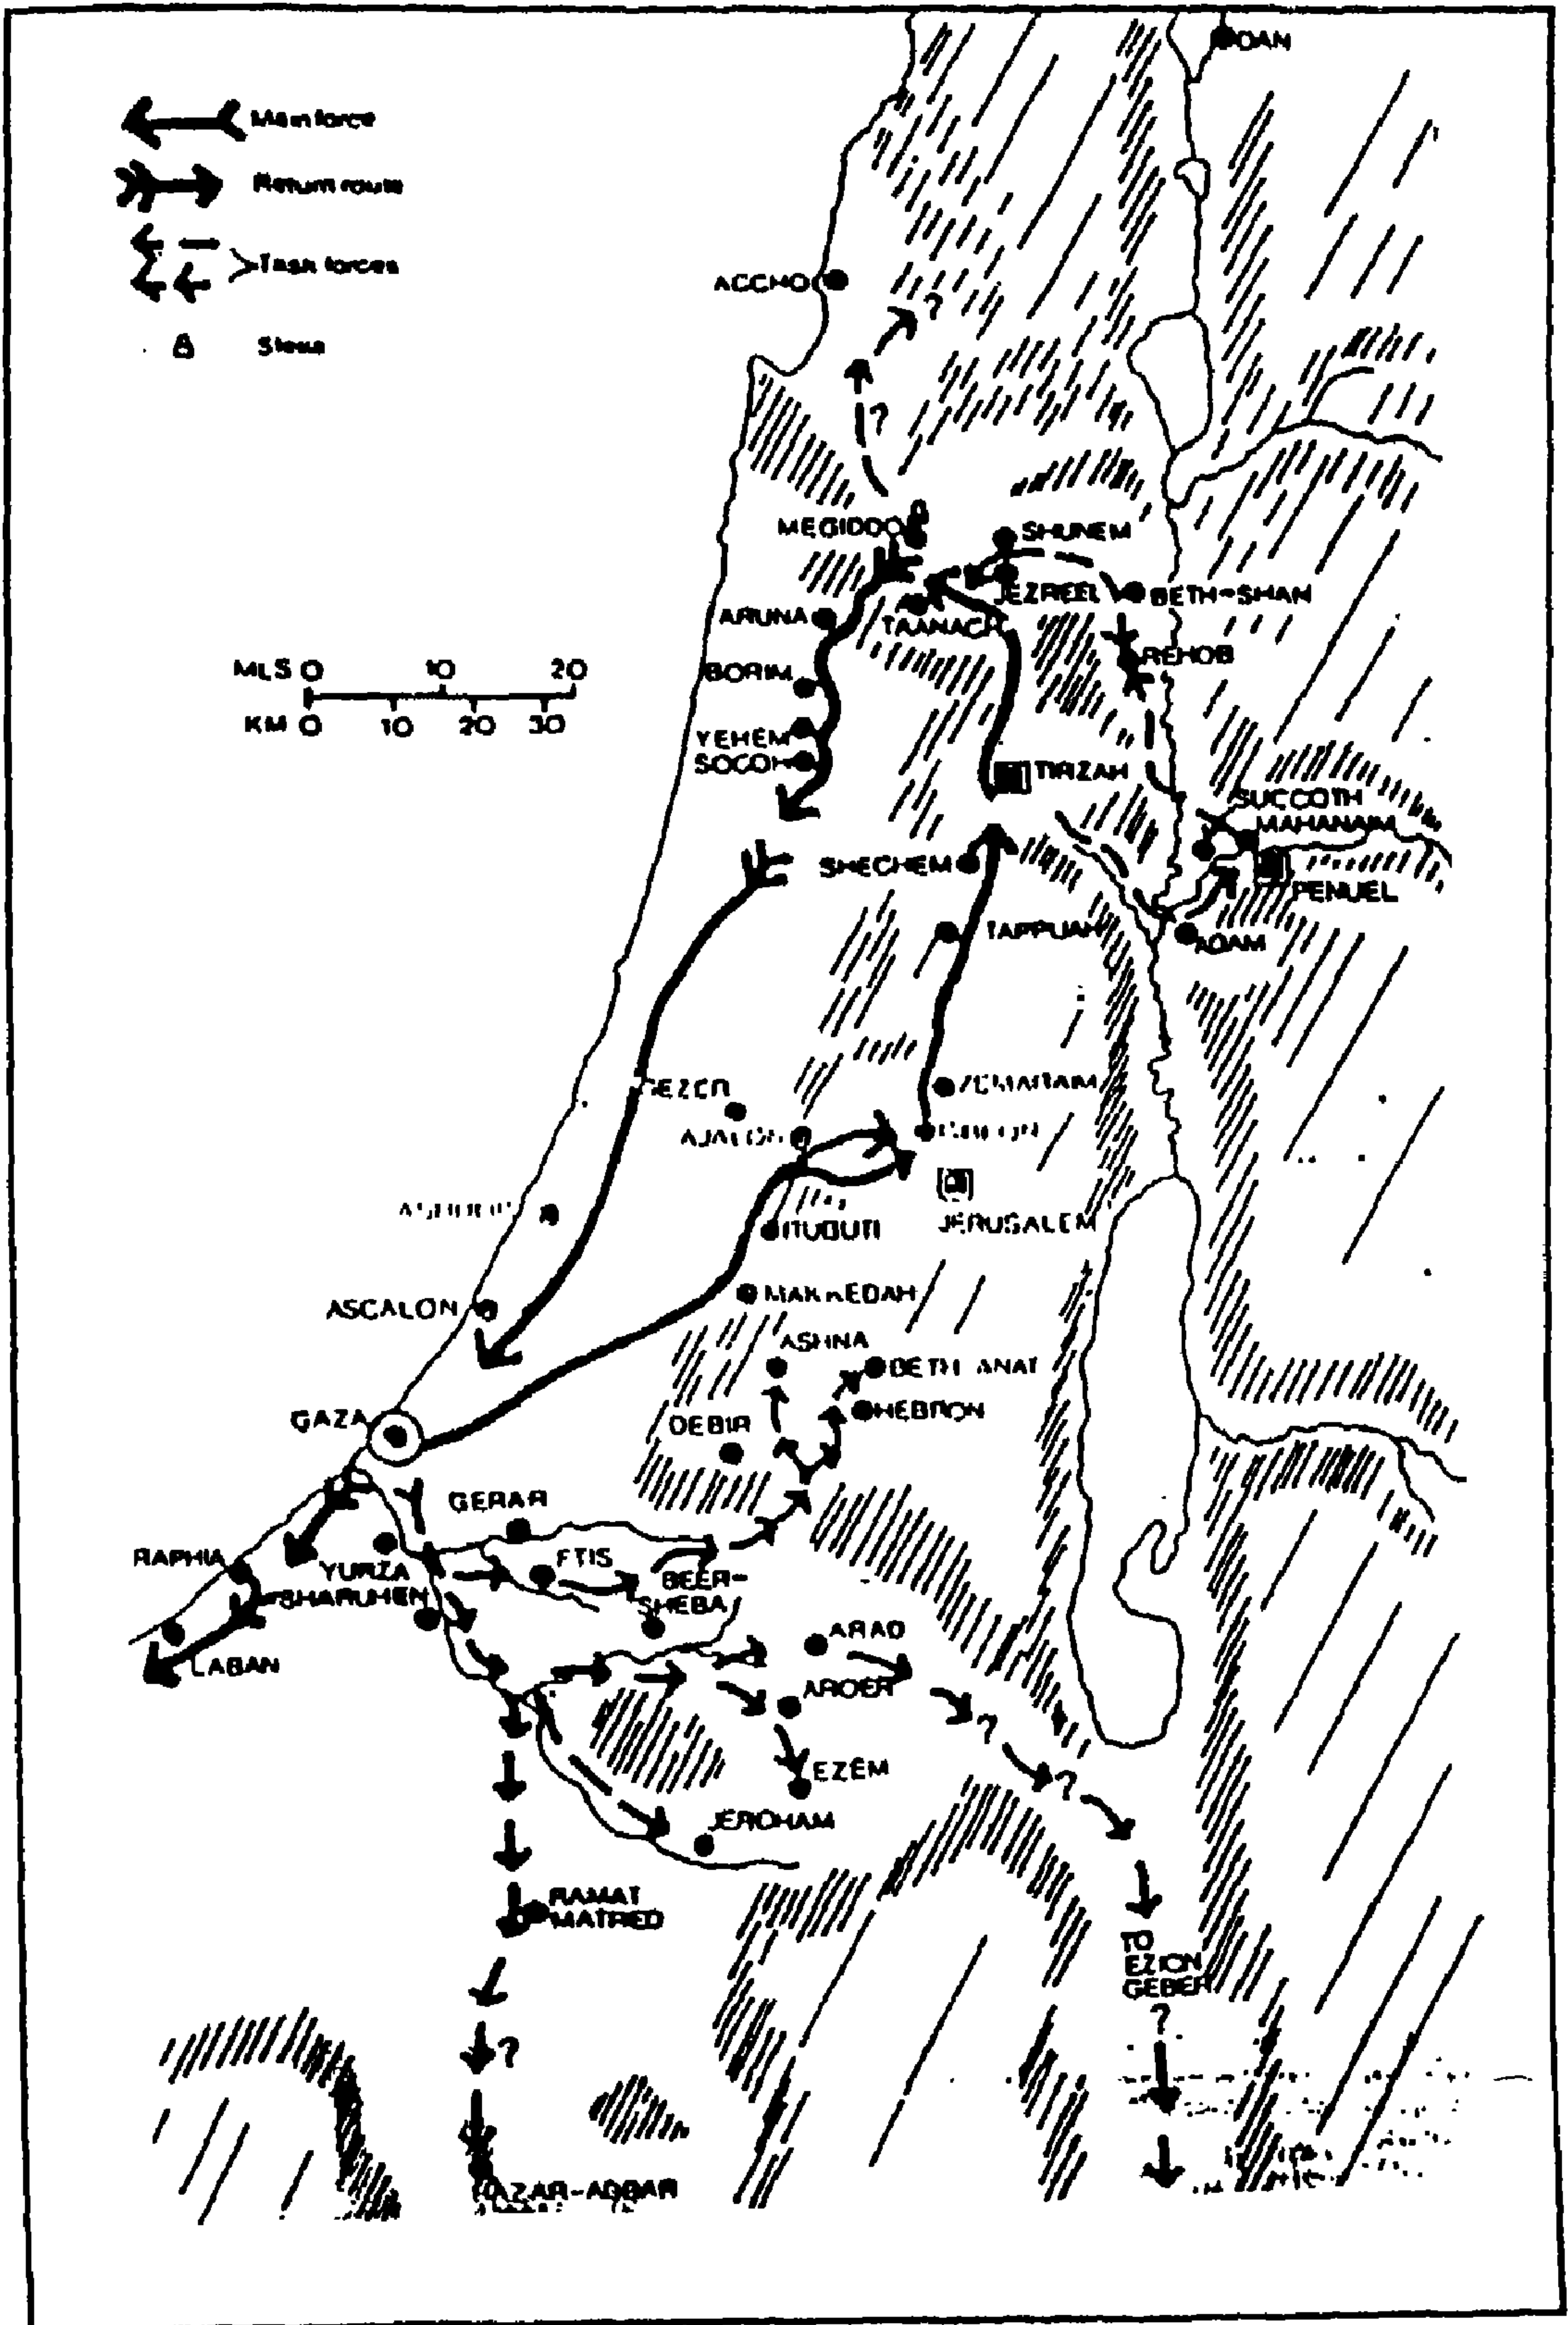 DAN
Main force
Return route
Task forces
ACCHO
?
Stela
?
MEGIDDO
SHUNEM
JEZREEL
BETH-SHAN
ARUNA
TAANACH
REHOB
MLS 0 10 20
BORIM
KM 0 10 20 30
YEHEM
SOCOH
TIRZAH
SUCCOTH
MAHANAIM
SHECHEM
PENUEL
TAPPUAH
ADAM
GEZER
ZEMARAIM
AJALON
GIBEON
JERUSALEM
MAKKEDAH
ASCALON
ASHNA
BETH ANAT
GAZA
HEBRON
DEBIR
GERAR
RAPHIA
YURZA
FTIS
BEER-
SHEBA
SHARUHEN
ARAD
LABAN
AROER
?
EZEM
?
JEROHAM
RAMAT
MATRED
TO
EZION
GEBER
?
?